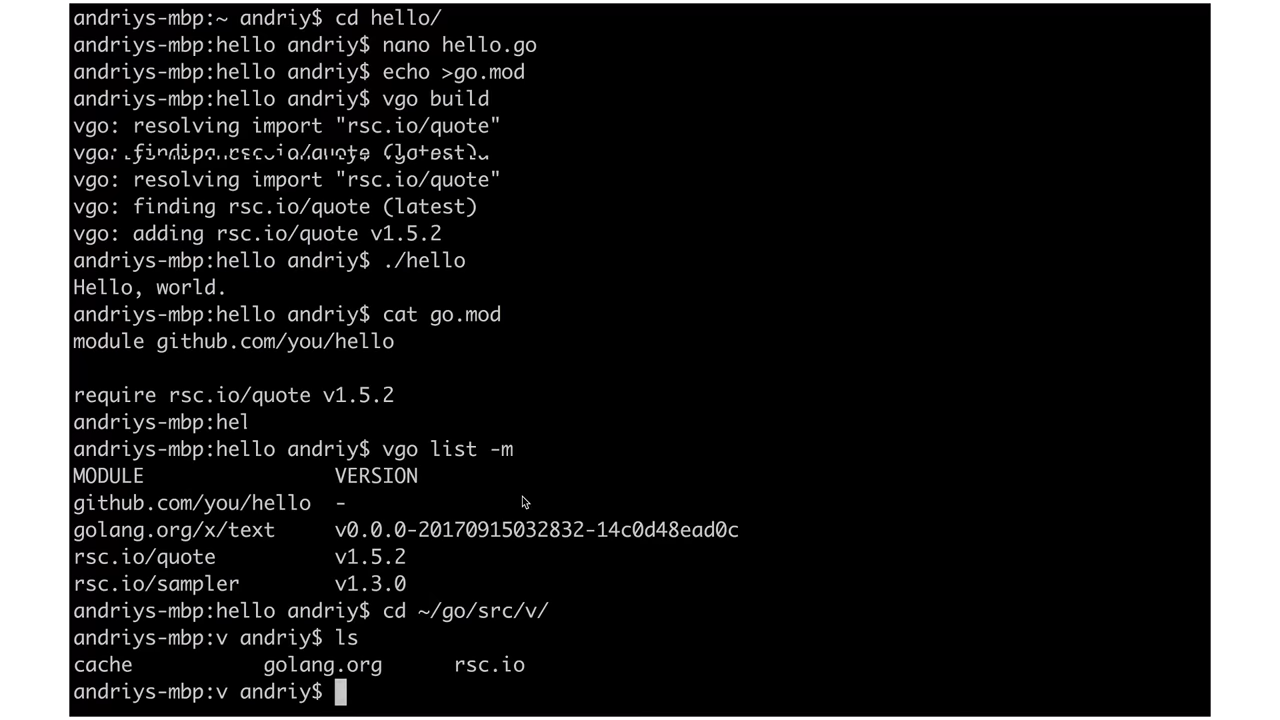 andriys-mbp:~ andriy$ cd hello/
andriys-mbp:hello andriy$ nano hello.go
andriys-mbp:hello andriy$ echo >go.mod
andriys-mbp:hello andriy$ vgo build
vgo: resolving import "rsc.io/quote"
vgo: finding rsc.io/quote (latest)
vgo: resolving import "rsc.io/quote"
vgo: finding rsc.io/quote (latest)
vgo: adding rsc.io/quote v1.5.2
andriys-mbp:hello andriy$ ./hello
Hello, world.
andriys-mbp:hello andriy$ cat go.mod
module github.com/you/hello
require rsc.io/quote v1.5.2
andriys-mbp:hel
andriys-mbp:hello andriy$ vgo list -m
MODULE VERSION
github.com/you/hello -
golang.org/x/text v0.0.0-20170915032832-14c0d48ead0c
rsc.io/quote v1.5.2
rsc.io/sampler v1.3.0
andriys-mbp:hello andriy$ cd ~/go/src/v/
andriys-mbp:v andriy$ ls
cache golang.org rsc.io
andriys-mbp:v andriy$